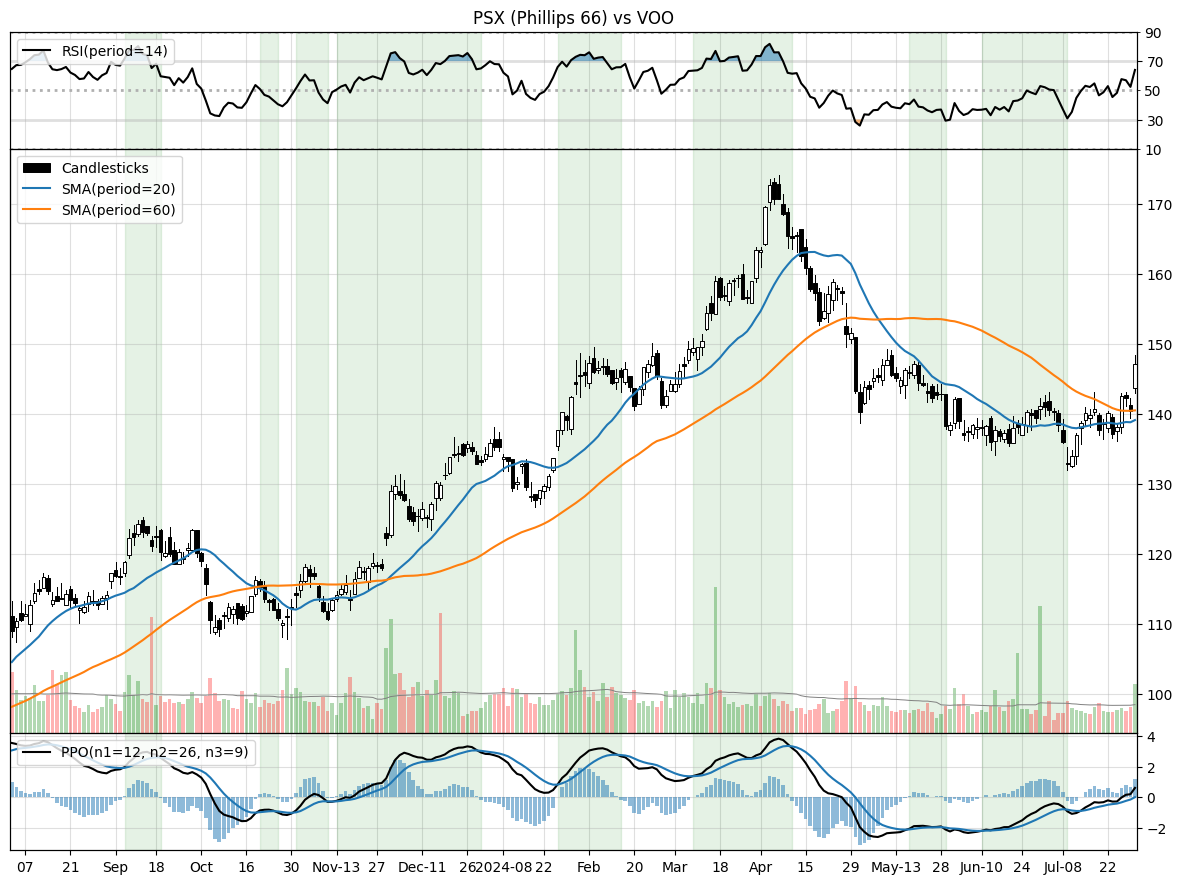 PSX (Phillips 66) vs VOO
RSI(period=14)
90
70
50
30
10
Candlesticks
SMA(period=20)
SMA(period=60)
170
160
150
140
130
120
110
100
PPO(n1=12, n2=26, n3=9)
4
2
0
−2
07 21 Sep 18 Oct 16 30 Nov-13 27 Dec-11 26 2024-08 22 Feb 20 Mar 18 Apr 15 29 May-13 28 Jun-10 24 Jul-08 22